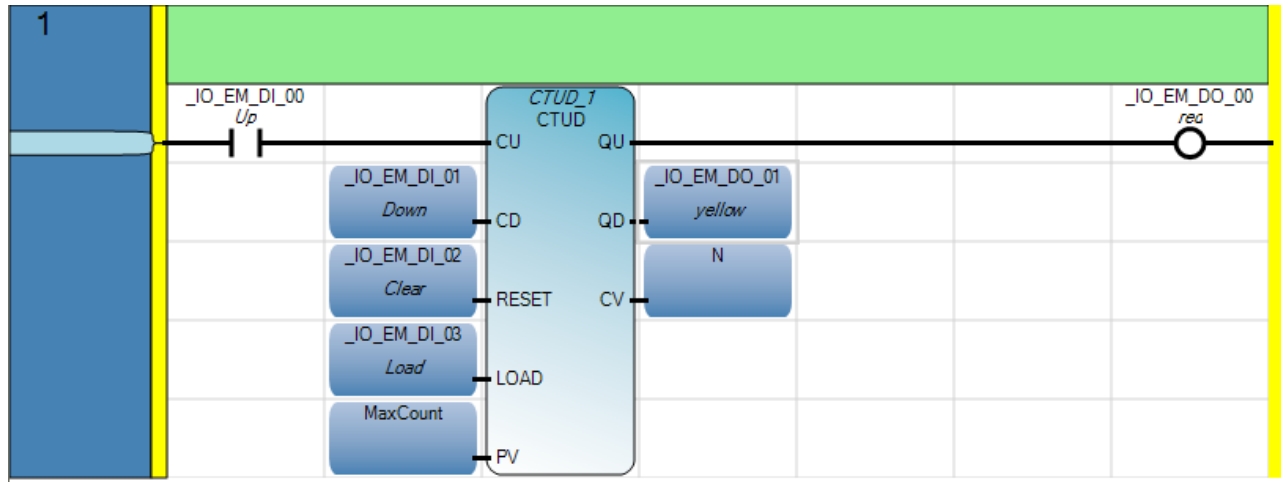 1
_IO_EM_DI_00
Up
_IO_EM_DO_00
red
CTUD_1
CTUD
CU
QU
_IO_EM_DI_01
Down
CD
QD
_IO_EM_DO_01
yellow
_IO_EM_DI_02
Clear
RESET
CV
N
_IO_EM_DI_03
Load
LOAD
MaxCount
PV